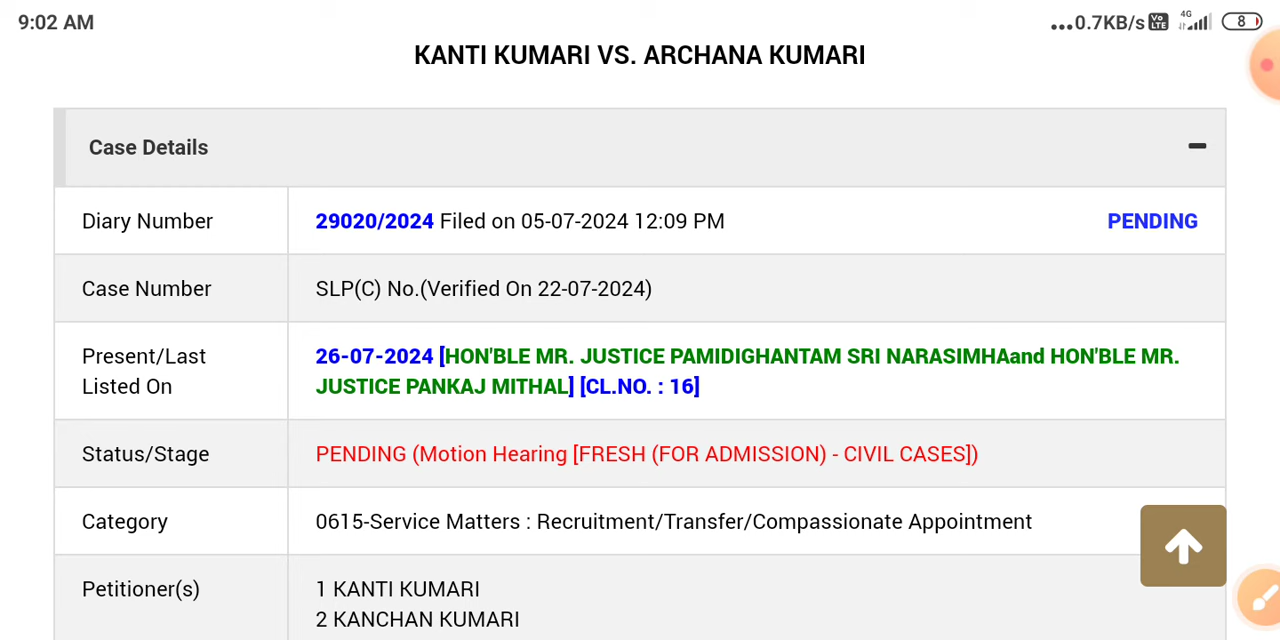 9:02 AM
...0.7KB/s Vo LTE 4G 8
KANTI KUMARI VS. ARCHANA KUMARI
Case Details
Diary Number
29020/2024 Filed on 05-07-2024 12:09 PM
PENDING
Case Number
SLP(C) No.(Verified On 22-07-2024)
Present/Last
Listed On
26-07-2024 [HON'BLE MR. JUSTICE PAMIDIGHANTAM SRI NARASIMHAand HON'BLE MR.
JUSTICE PANKAJ MITHAL] [CL.NO. : 16]
Status/Stage
PENDING (Motion Hearing [FRESH (FOR ADMISSION) - CIVIL CASES])
Category
0615-Service Matters : Recruitment/Transfer/Compassionate Appointment
Petitioner(s)
1 KANTI KUMARI
2 KANCHAN KUMARI